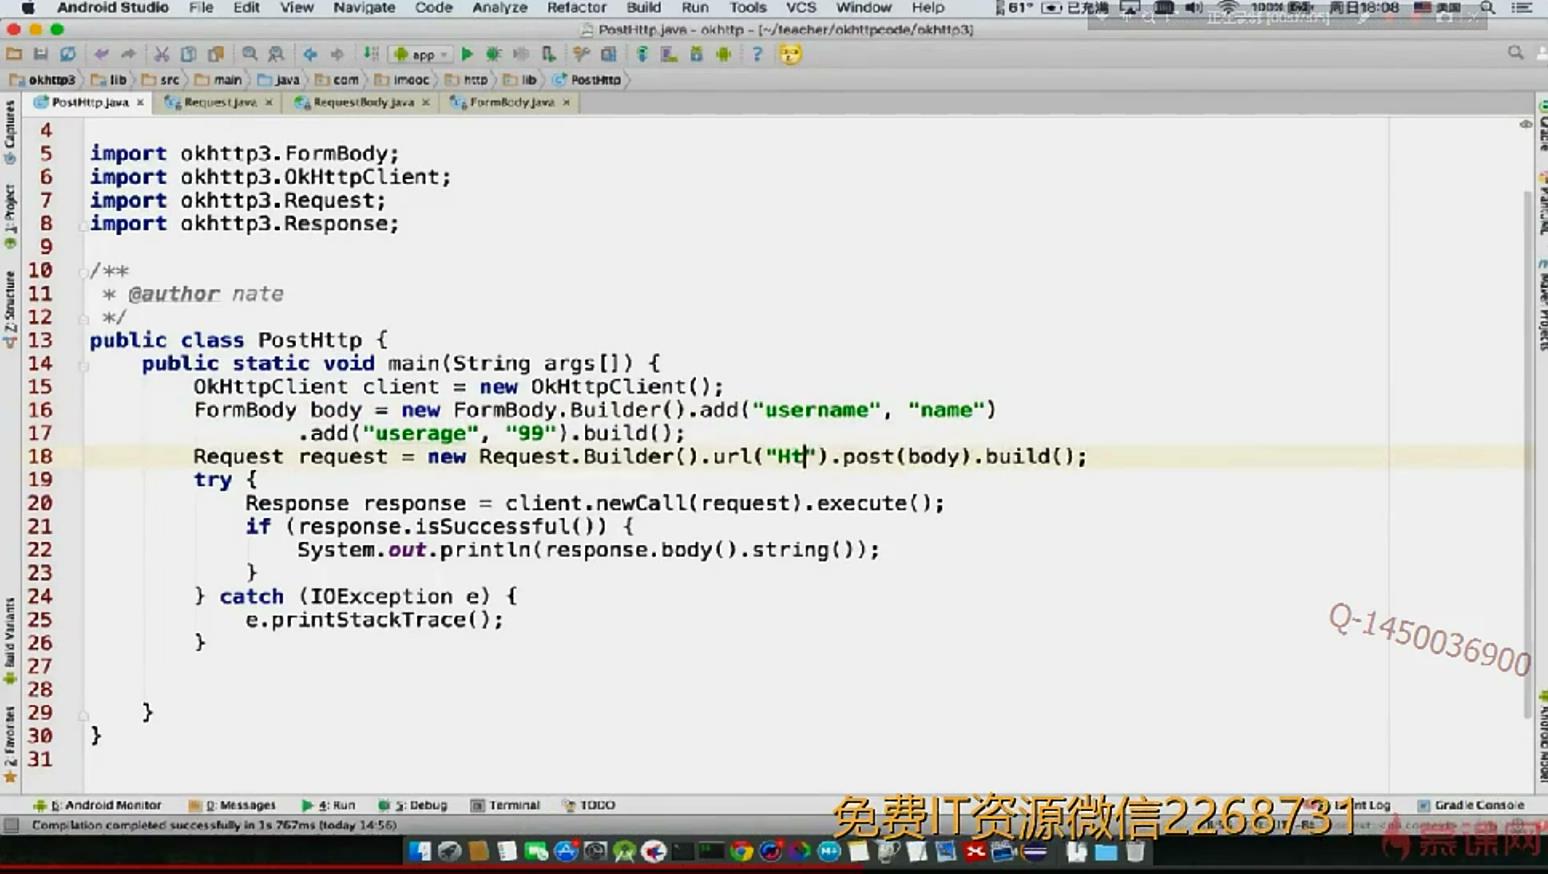 Android Studio File Edit View Navigate Code Analyze Refactor Build Run Tools VCS Window Help 61° 已充满 100% 周日18:08 美国
PostHttp.java - okhttp - [~/teacher/okhttpcode/okhttp3]
app
okhttp3 lib src main java com imooc http lib PostHttp
PostHttp.java Request.java RequestBody.java FormBody.java
Captures
1: Project
Z: Structure
Build Variants
2: Favorites
4
5 import okhttp3.FormBody;
6 import okhttp3.OkHttpClient;
7 import okhttp3.Request;
8 import okhttp3.Response;
9
10 /**
11 * @author nate
12 */
13 public class PostHttp {
14 public static void main(String args[]) {
15 OkHttpClient client = new OkHttpClient();
16 FormBody body = new FormBody.Builder().add("username", "name")
17 .add("userage", "99").build();
18 Request request = new Request.Builder().url("Ht").post(body).build();
19 try {
20 Response response = client.newCall(request).execute();
21 if (response.isSuccessful()) {
22 System.out.println(response.body().string());
23 }
24 } catch (IOException e) {
25 e.printStackTrace();
26 }
27
28
29 }
30 }
31
Q-1450036900
6: Android Monitor 0: Messages 4: Run 5: Debug Terminal TODO Event Log Gradle Console
免费IT资源微信2268731
Compilation completed successfully in 1s 767ms (today 14:56)
慕课网